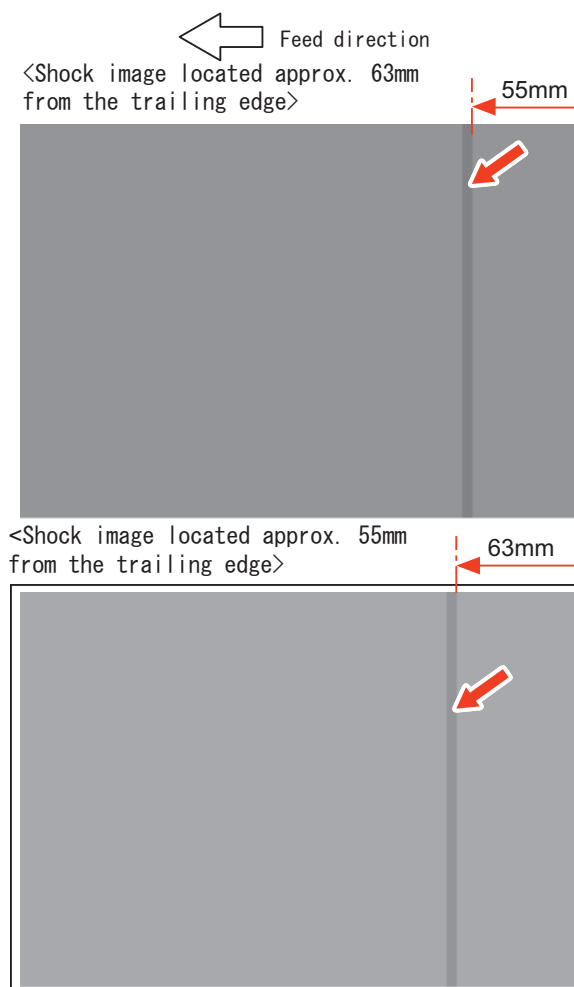 Feed direction
<Shock image located approx. 63mm
from the trailing edge>
55mm
<Shock image located approx. 55mm
from the trailing edge>
63mm